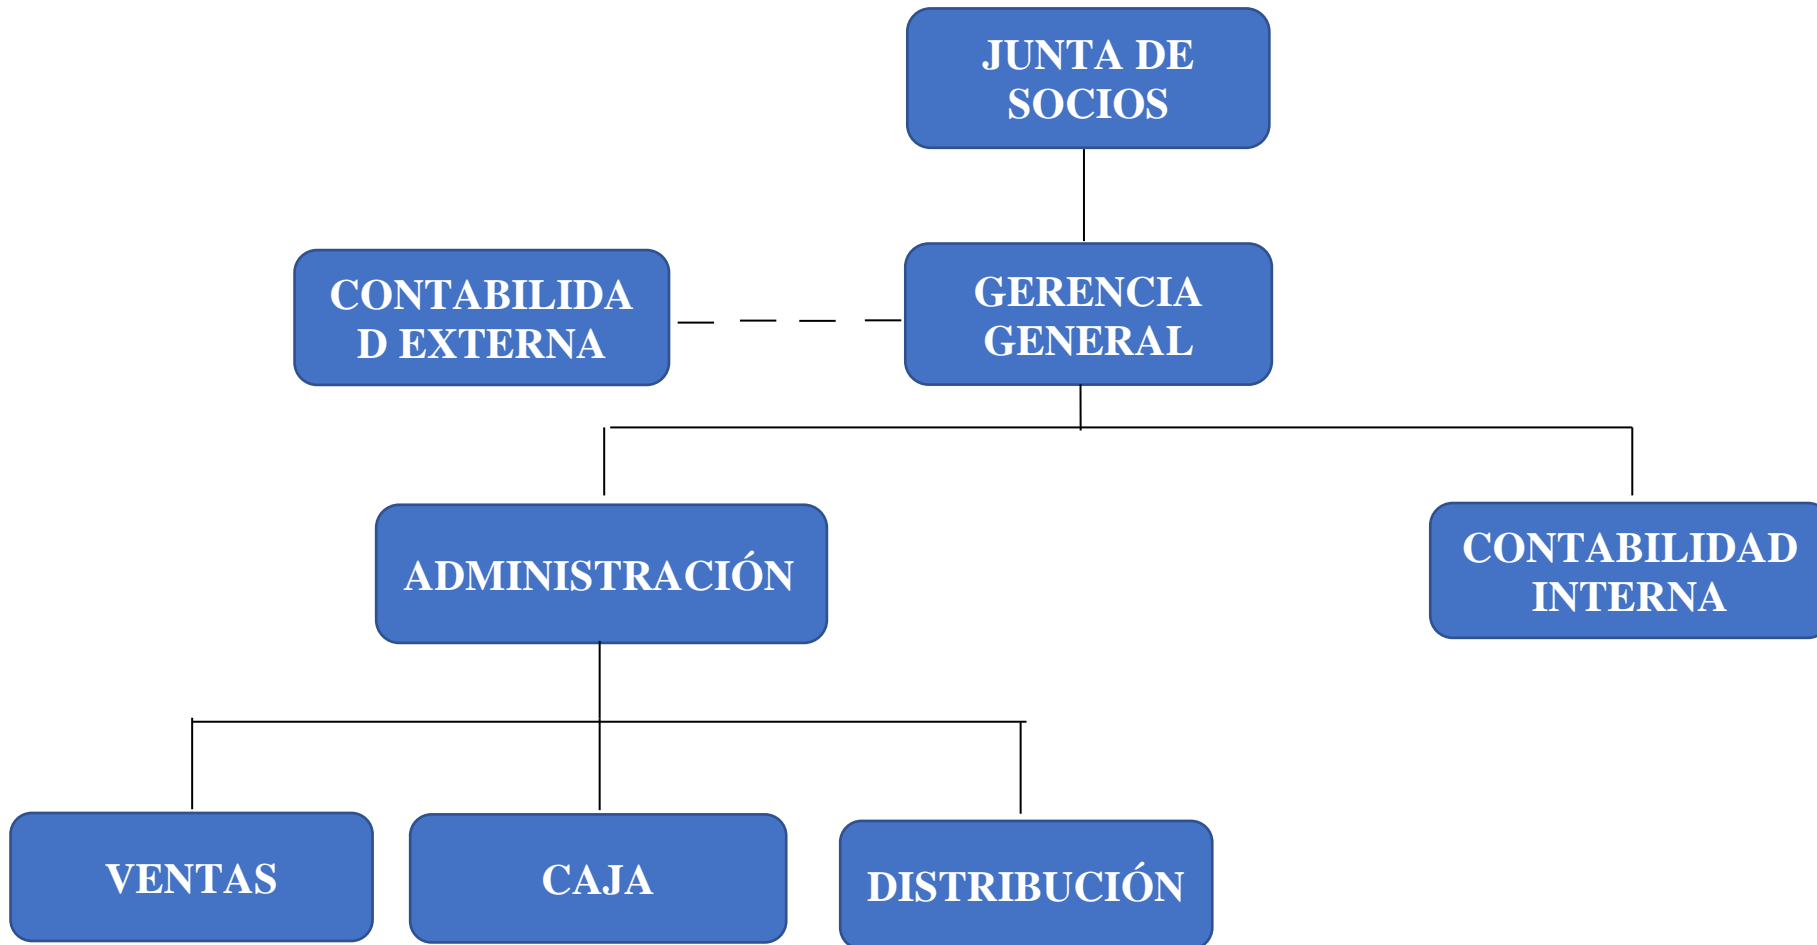 JUNTA DE
SOCIOS
CONTABILIDA
D EXTERNA
GERENCIA
GENERAL
ADMINISTRACIÓN
CONTABILIDAD
INTERNA
VENTAS
CAJA
DISTRIBUCIÓN